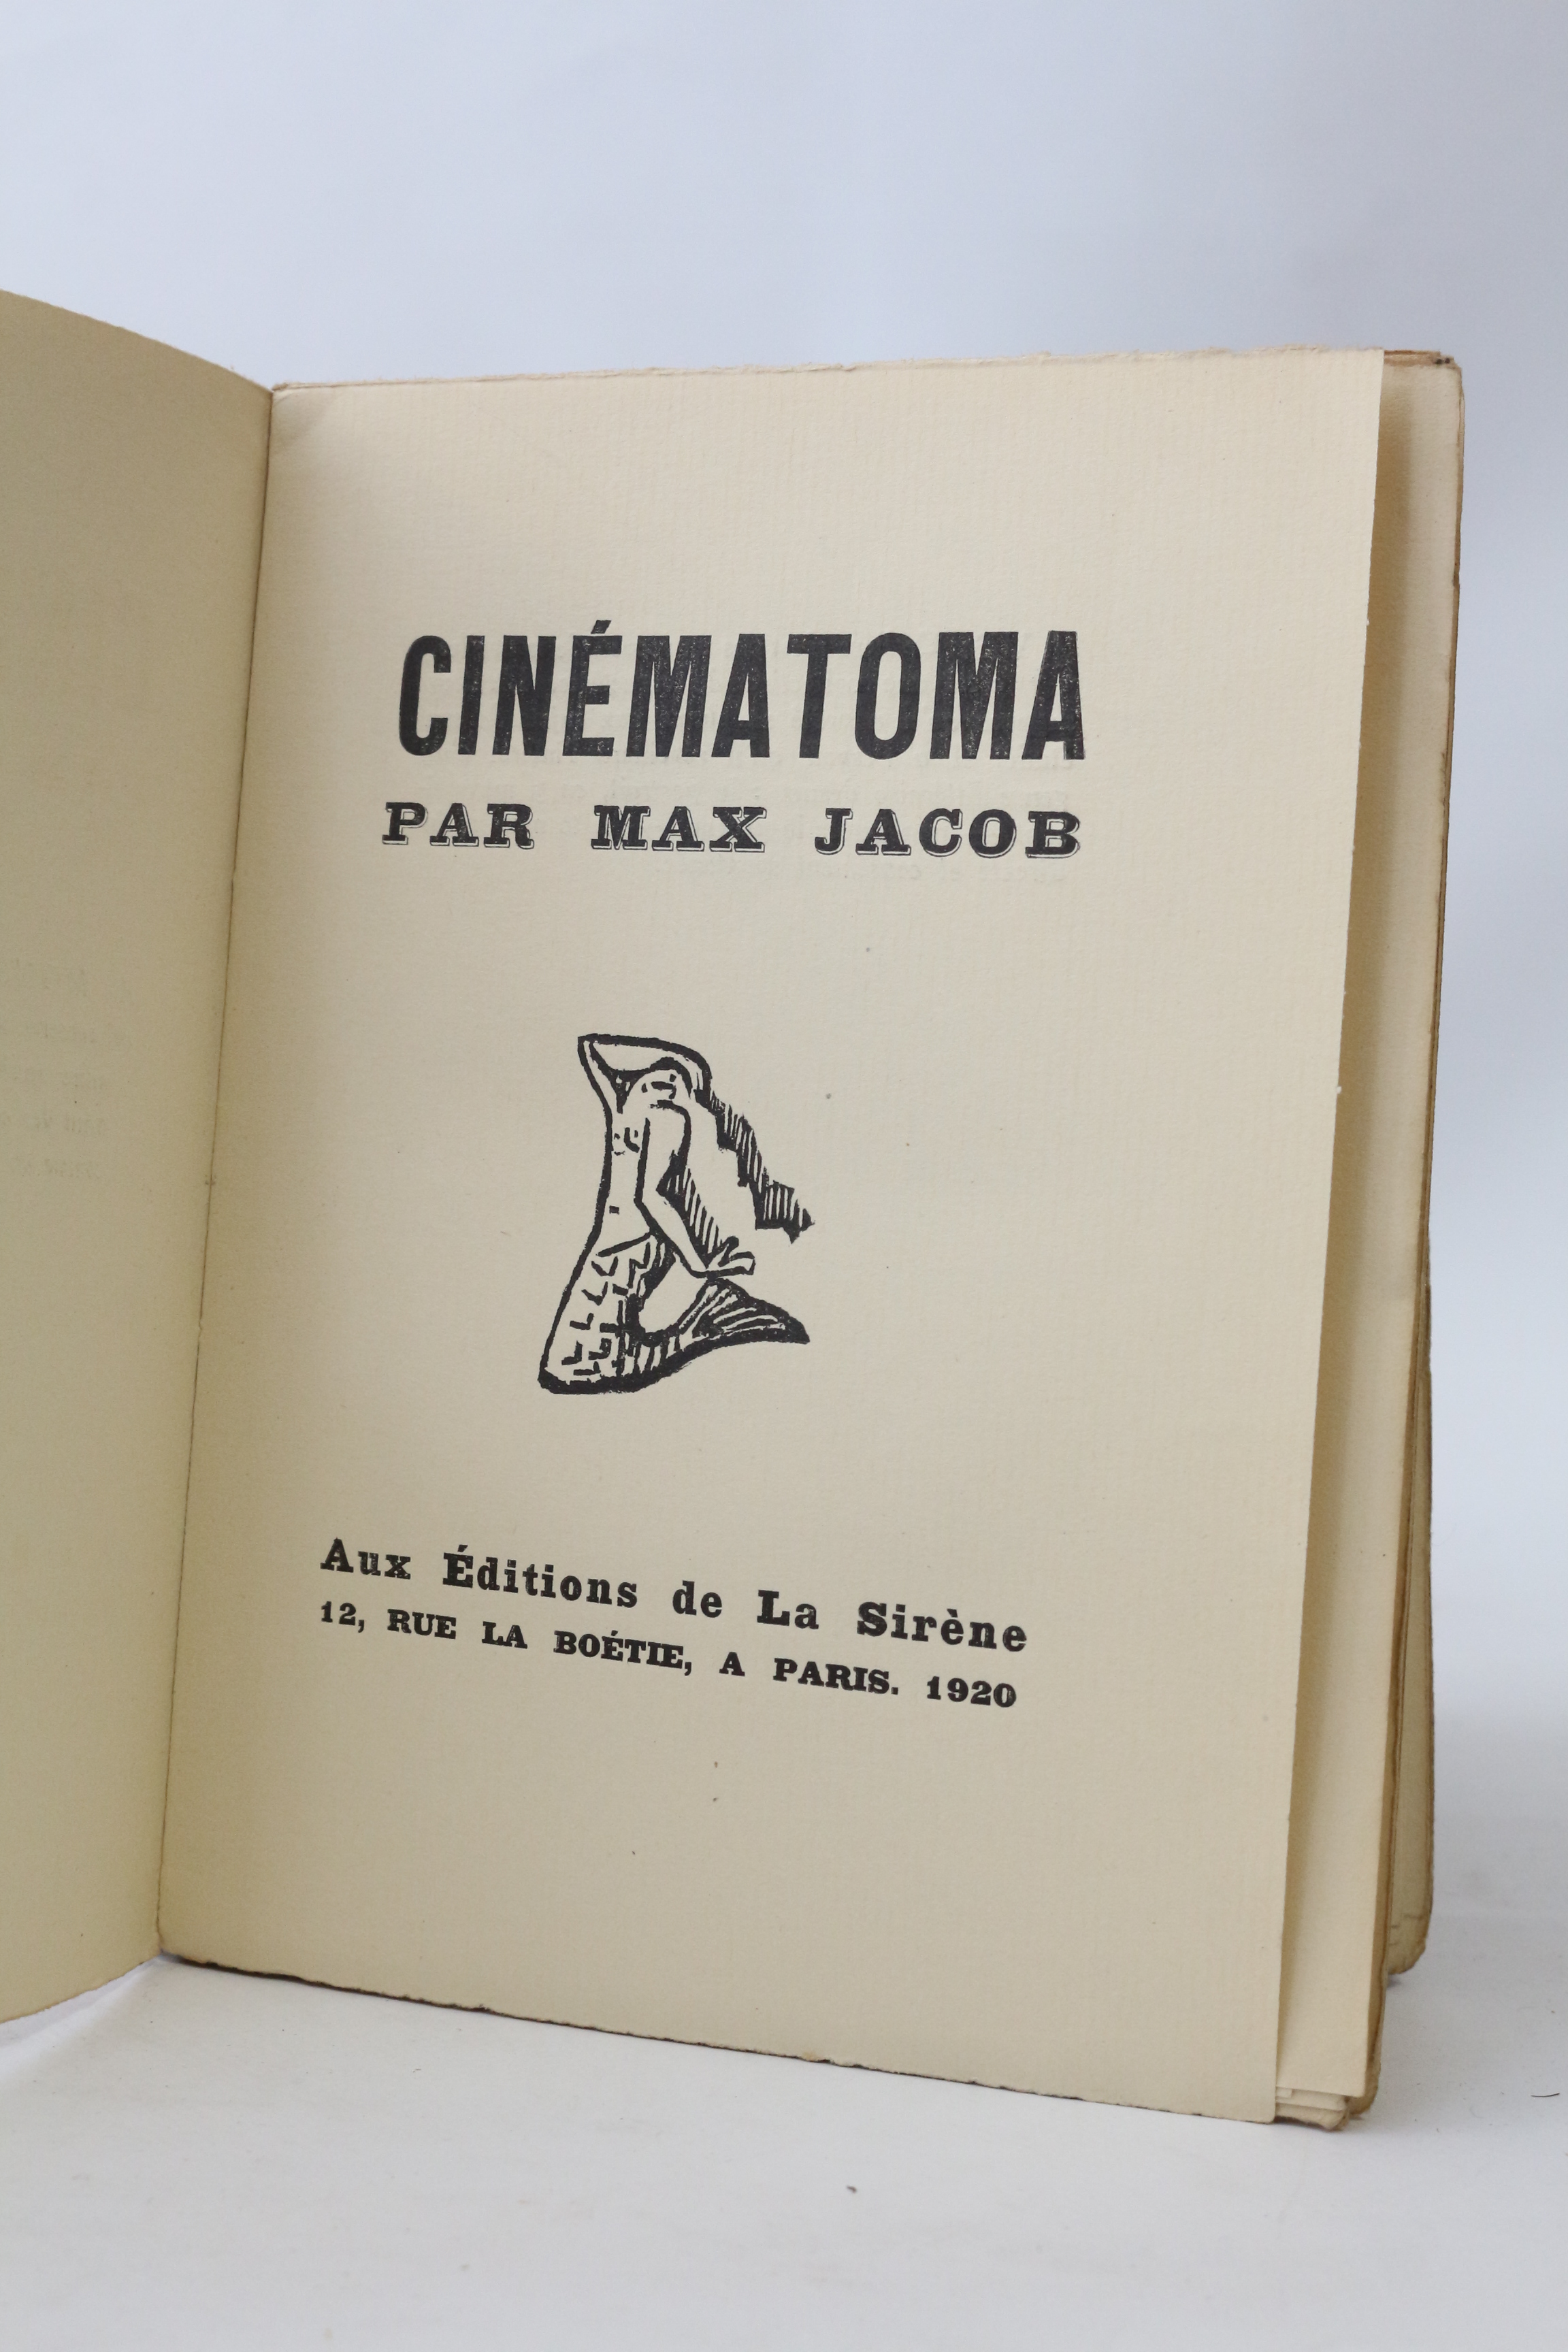 CINÉMATOMA
PAR MAX JACOB
Aux Éditions de La Sirène
12, RUE LA BOÉTIE, A PARIS. 1920